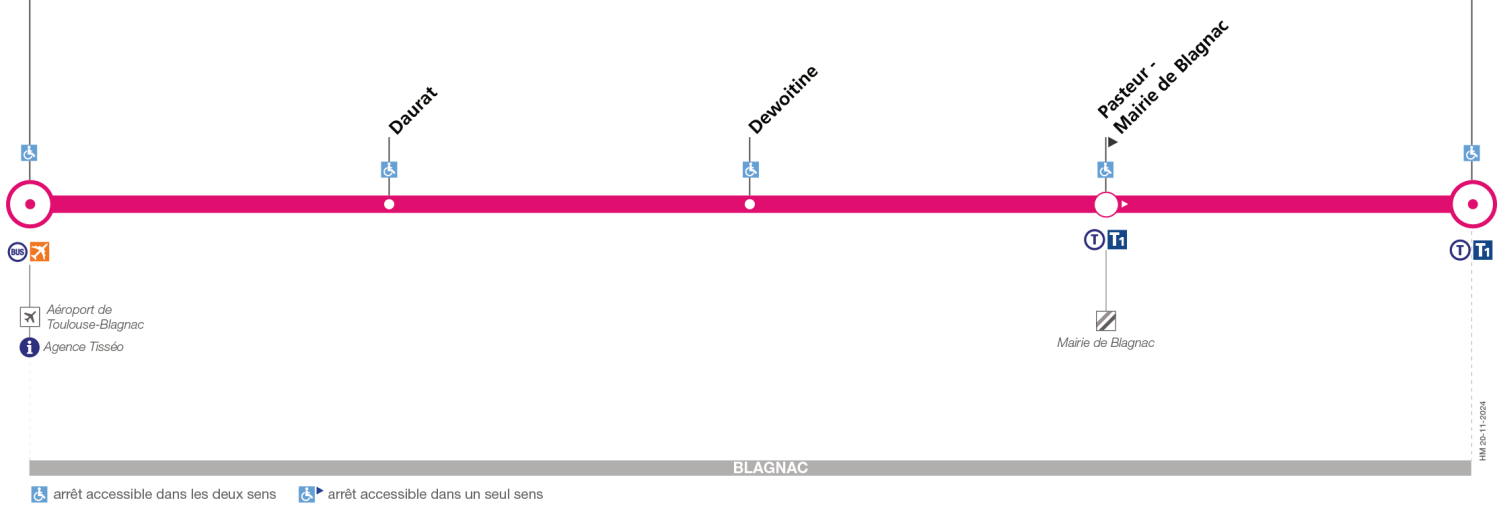 Daurat
Dewoitine
Pasteur -
Mairie de Blagnac
BUS
T
T1
T
T1
Aéroport de
Toulouse-Blagnac
Agence Tisséo
Mairie de Blagnac
HM 20-11-2024
BLAGNAC
arrêt accessible dans les deux sens
arrêt accessible dans un seul sens